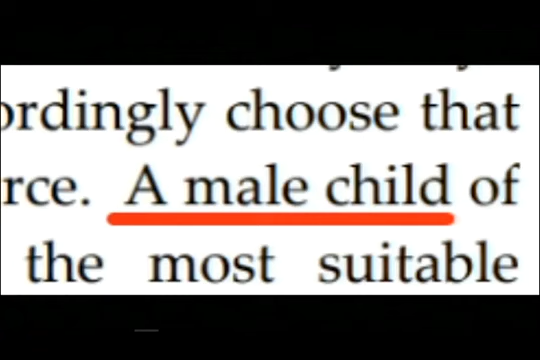 ordingly choose that
rce. A male child of
the most suitable